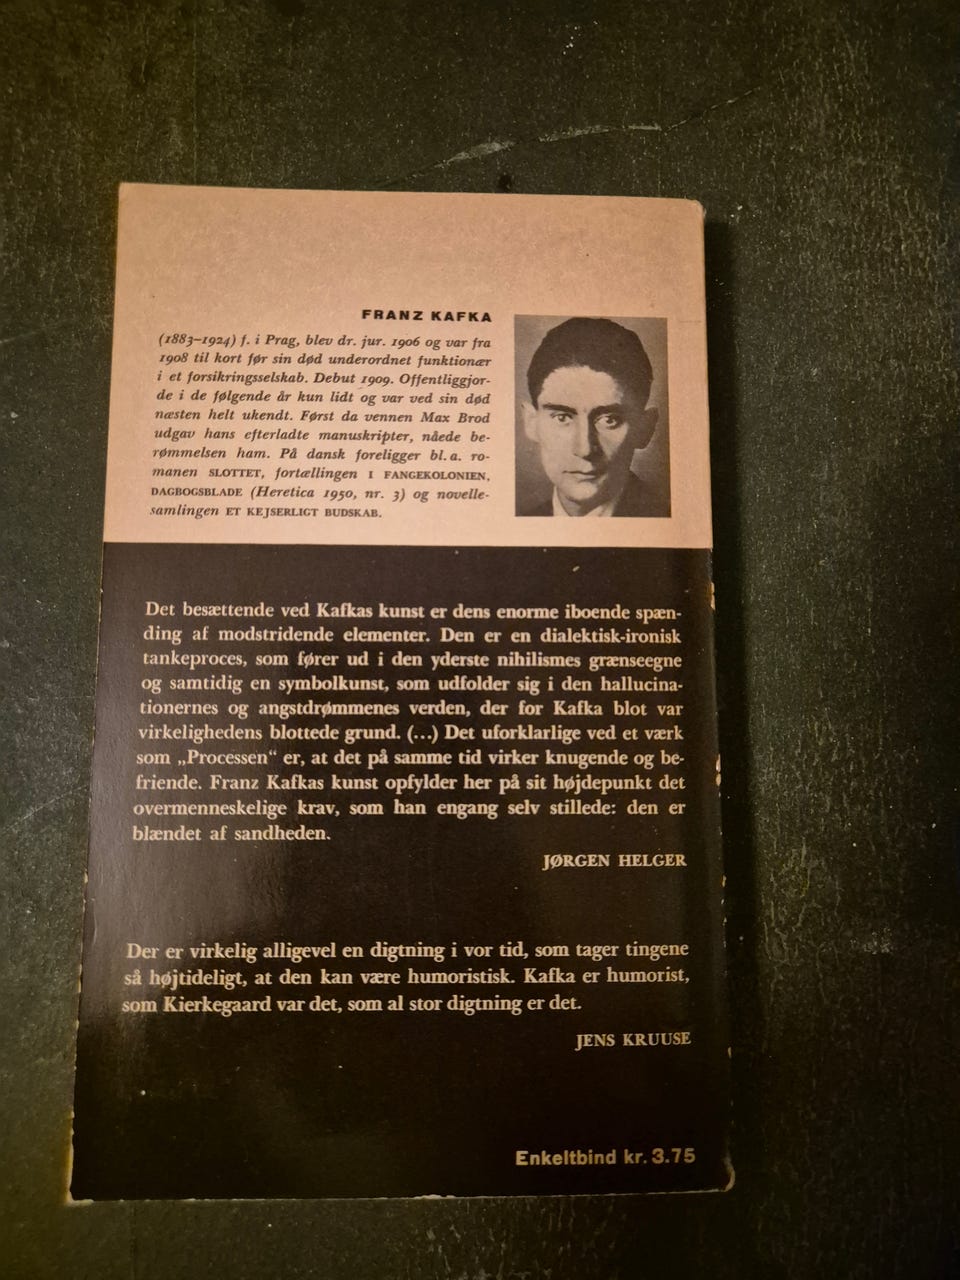 FRANZ KAFKA
(1883–1924) f. i Prag, blev dr. jur. 1906 og var fra
1908 til kort før sin død underordnet funktionær
i et forsikringsselskab. Debut 1909. Offentliggjor-
de i de følgende år kun lidt og var ved sin død
næsten helt ukendt. Først da vennen Max Brod
udgav hans efterladte manuskripter, nåede be-
rømmelsen ham. På dansk foreligger bl. a. ro-
manen SLOTTET, fortællingen I FANGEKOLONIEN,
DAGBOGSBLADE (Heretica 1950, nr. 3) og novelle-
samlingen ET KEJSERLIGT BUDSKAB.
Det besættende ved Kafkas kunst er dens enorme iboende spæn-
ding af modstridende elementer. Den er en dialektisk-ironisk
tankeproces, som fører ud i den yderste nihilismes grænseegne
og samtidig en symbolkunst, som udfolder sig i den hallucina-
tionernes og angstdrømmenes verden, der for Kafka blot var
virkelighedens blottede grund. (...) Det uforklarlige ved et værk
som „Processen“ er, at det på samme tid virker knugende og be-
friende. Franz Kafkas kunst opfylder her på sit højdepunkt det
overmenneskelige krav, som han engang selv stillede: den er
blændet af sandheden.
JØRGEN HELGER
Der er virkelig alligevel en digtning i vor tid, som tager tingene
så højtideligt, at den kan være humoristisk. Kafka er humorist,
som Kierkegaard var det, som al stor digtning er det.
JENS KRUUSE
Enkeltbind kr. 3.75